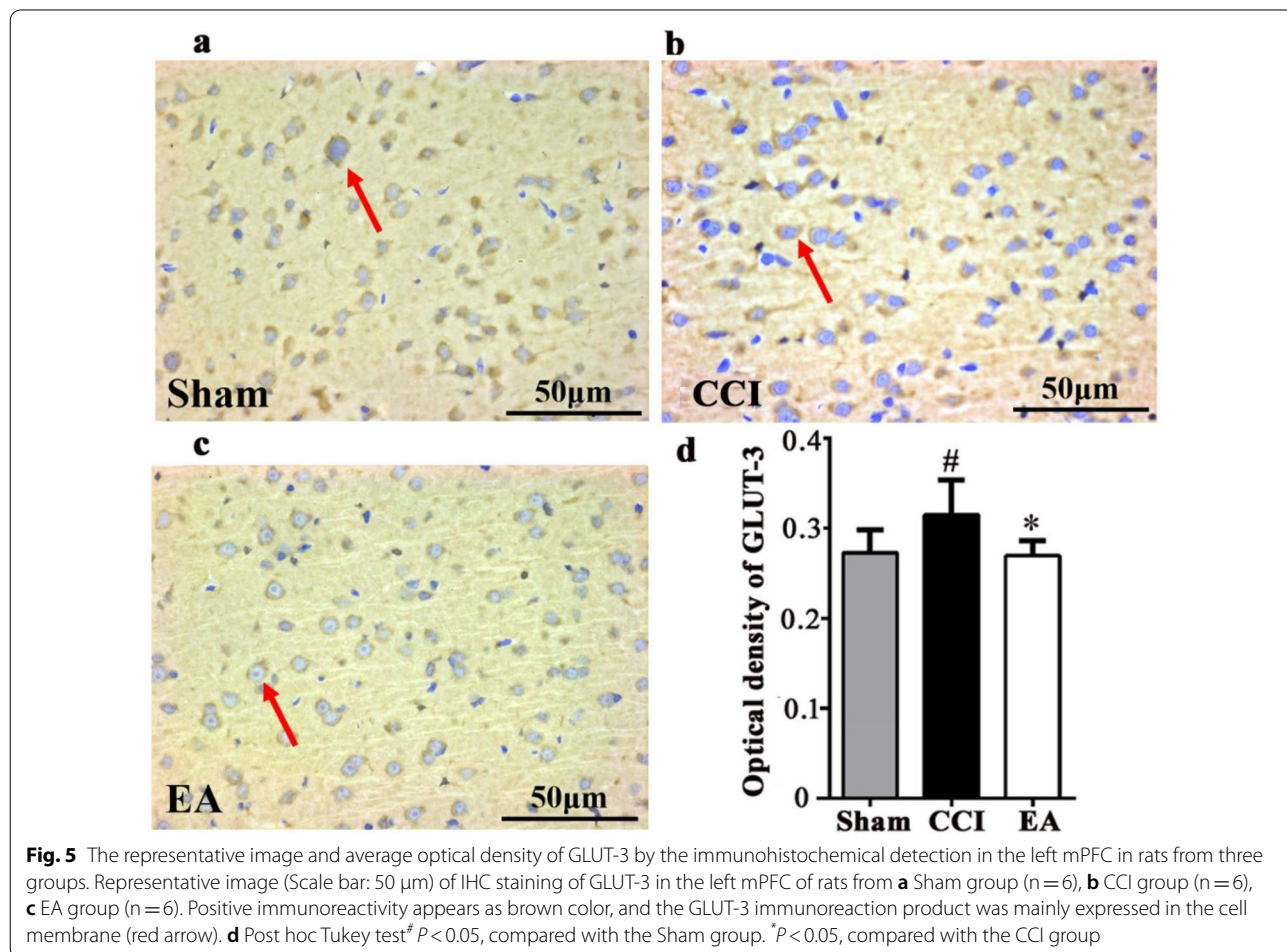 a
b
Sham
50μm
CCI
50μm
c
d
EA
50μm
Optical density of GLUT-3
0.4
0.3
0.2
0.1
0
#
*
Sham CCI EA
Fig. 5 The representative image and average optical density of GLUT-3 by the immunohistochemical detection in the left mPFC in rats from three
groups. Representative image (Scale bar: 50 μm) of IHC staining of GLUT-3 in the left mPFC of rats from a Sham group (n = 6), b CCI group (n = 6),
c EA group (n = 6). Positive immunoreactivity appears as brown color, and the GLUT-3 immunoreaction product was mainly expressed in the cell
membrane (red arrow). d Post hoc Tukey test# P < 0.05, compared with the Sham group. *P < 0.05, compared with the CCI group